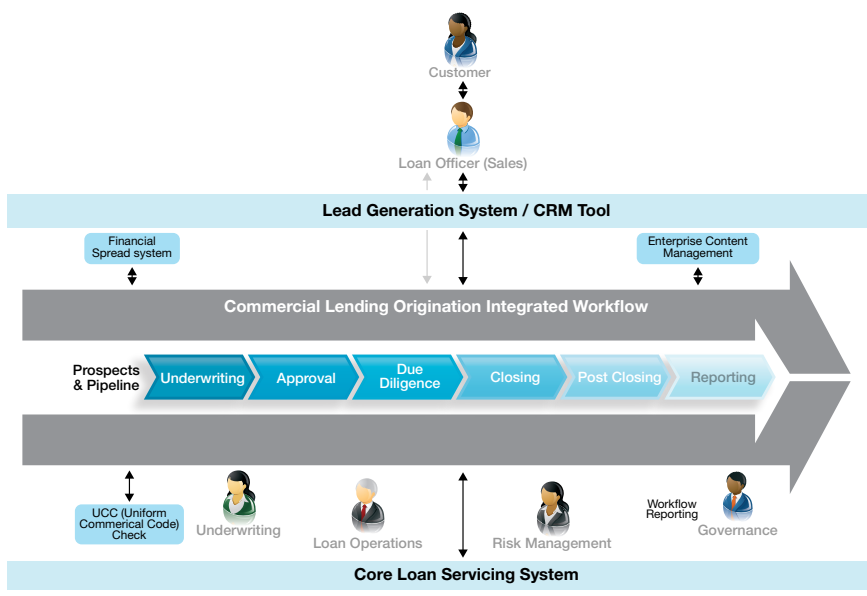 Customer
Loan Officer (Sales)
Lead Generation System / CRM Tool
Financial
Spread system
Enterprise Content
Management
Commercial Lending Origination Integrated Workflow
Prospects
& Pipeline
Underwriting
Approval
Due
Diligence
Closing
Post Closing
Reporting
UCC (Uniform
Commerical Code)
Check
Underwriting
Loan Operations
Risk Management
Workflow
Reporting
Governance
Core Loan Servicing System